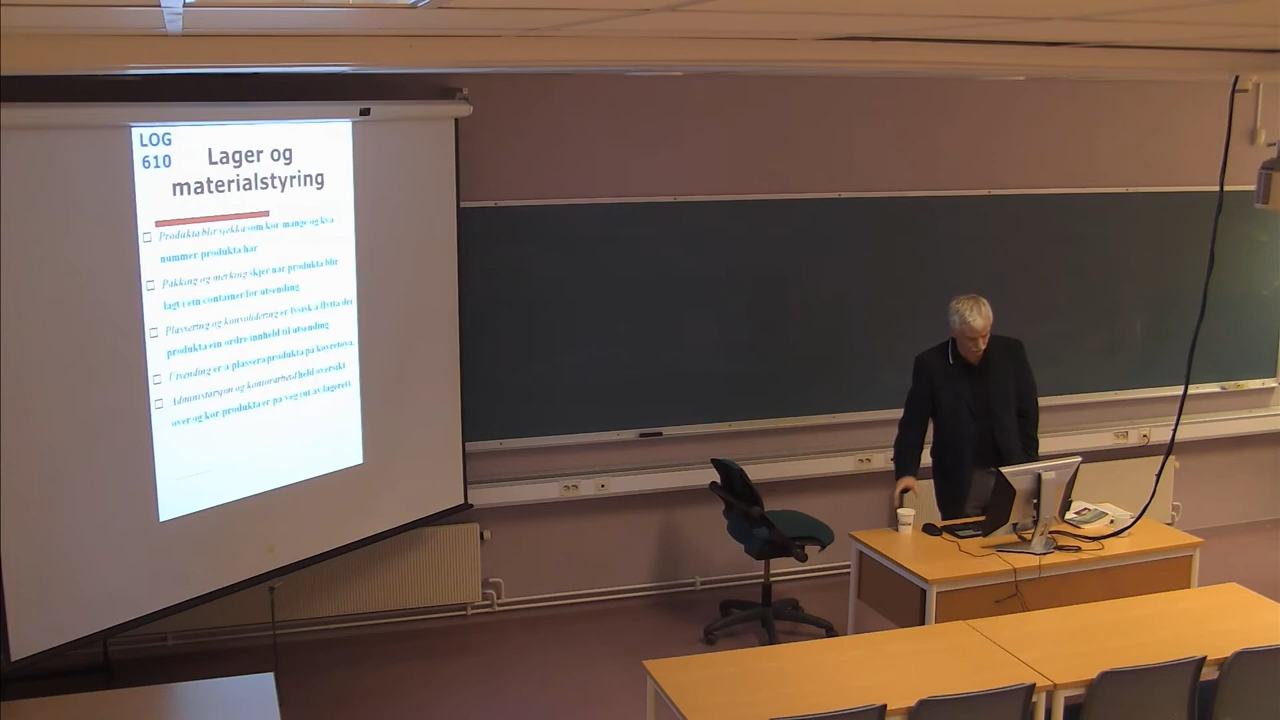 LOG
610
Lager og
materialstyring
Produkta blir sjekka som kor mange og kva
nummer produkta har
Pakking og merking skjer når produkta blir
lagt i ein container for utsending
Plassering og konsolidering er fysisk å flytta dei
produkta ein ordre innheld til utsending
Utsending er å plassera produkta på køyretøya.
Administrasjon og kontorarbeid held oversikt
over og kor produkta er på veg inn av lageret.